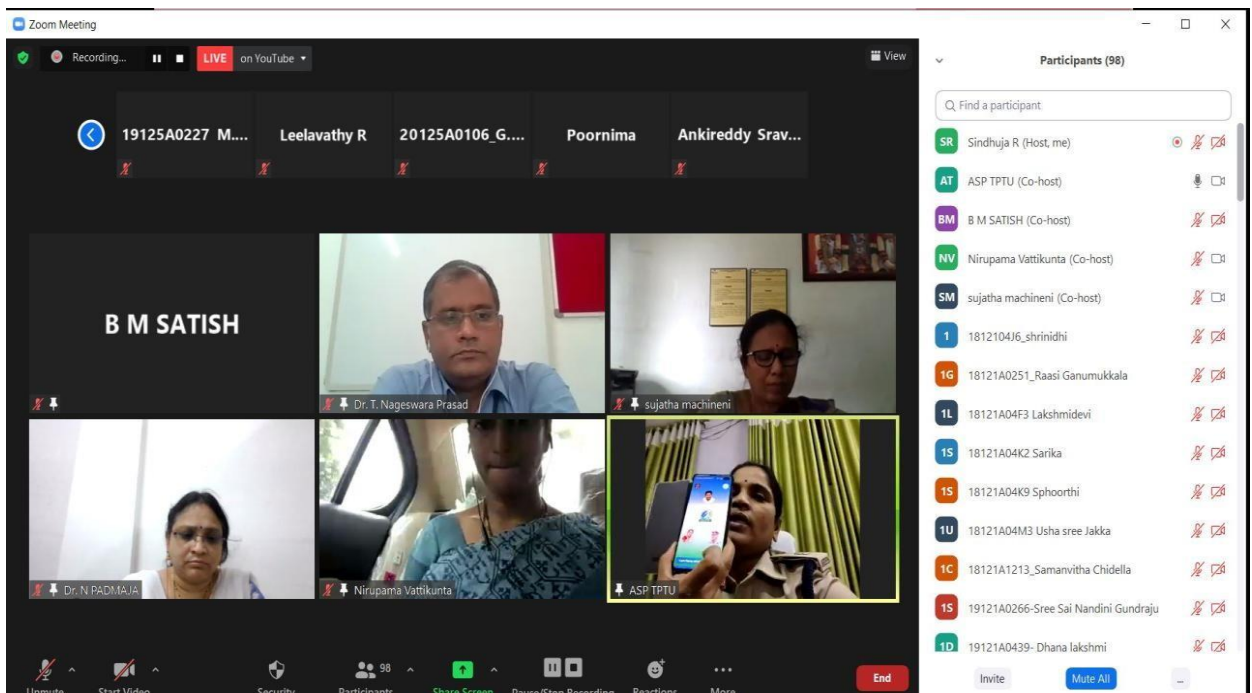 Zoom Meeting
Recording...
LIVE on YouTube
View
19125A0227 M....
Leelavathy R
20125A0106_G....
Poornima
Ankireddy Srav...
B M SATISH
Dr. T. Nageswara Prasad
sujatha machineni
Dr. N PADMAJA
Nirupama Vattikunta
ASP TPTU
Unmute
Start Video
Security
98
Participants
Share Screen
Pause/Stop Recording
Reactions
More
End
Participants (98)
Find a participant
SR Sindhuja R (Host, me)
AT ASP TPTU (Co-host)
BM B M SATISH (Co-host)
NV Nirupama Vattikunta (Co-host)
SM sujatha machineni (Co-host)
1 1812104J6_shrinidhi
1G 18121A0251_Raasi Ganumukkala
1L 18121A04F3 Lakshmidevi
1S 18121A04K2 Sarika
1S 18121A04K9 Sphoorthi
1U 18121A04M3 Usha sree Jakka
1C 18121A1213_Samanvitha Chidella
1S 19121A0266-Sree Sai Nandini Gundraju
1D 19121A0439- Dhana lakshmi
Invite
Mute All
...